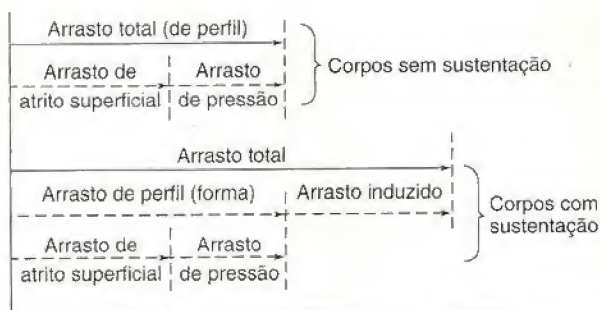 Arrasto total (de perfil)
Arrasto de
atrito superficial
Arrasto
de pressão
Corpos sem sustentação
Arrasto total
Arrasto de perfil (forma)
Arrasto induzido
Arrasto de
atrito superficial
Arrasto
de pressão
Corpos com
sustentação